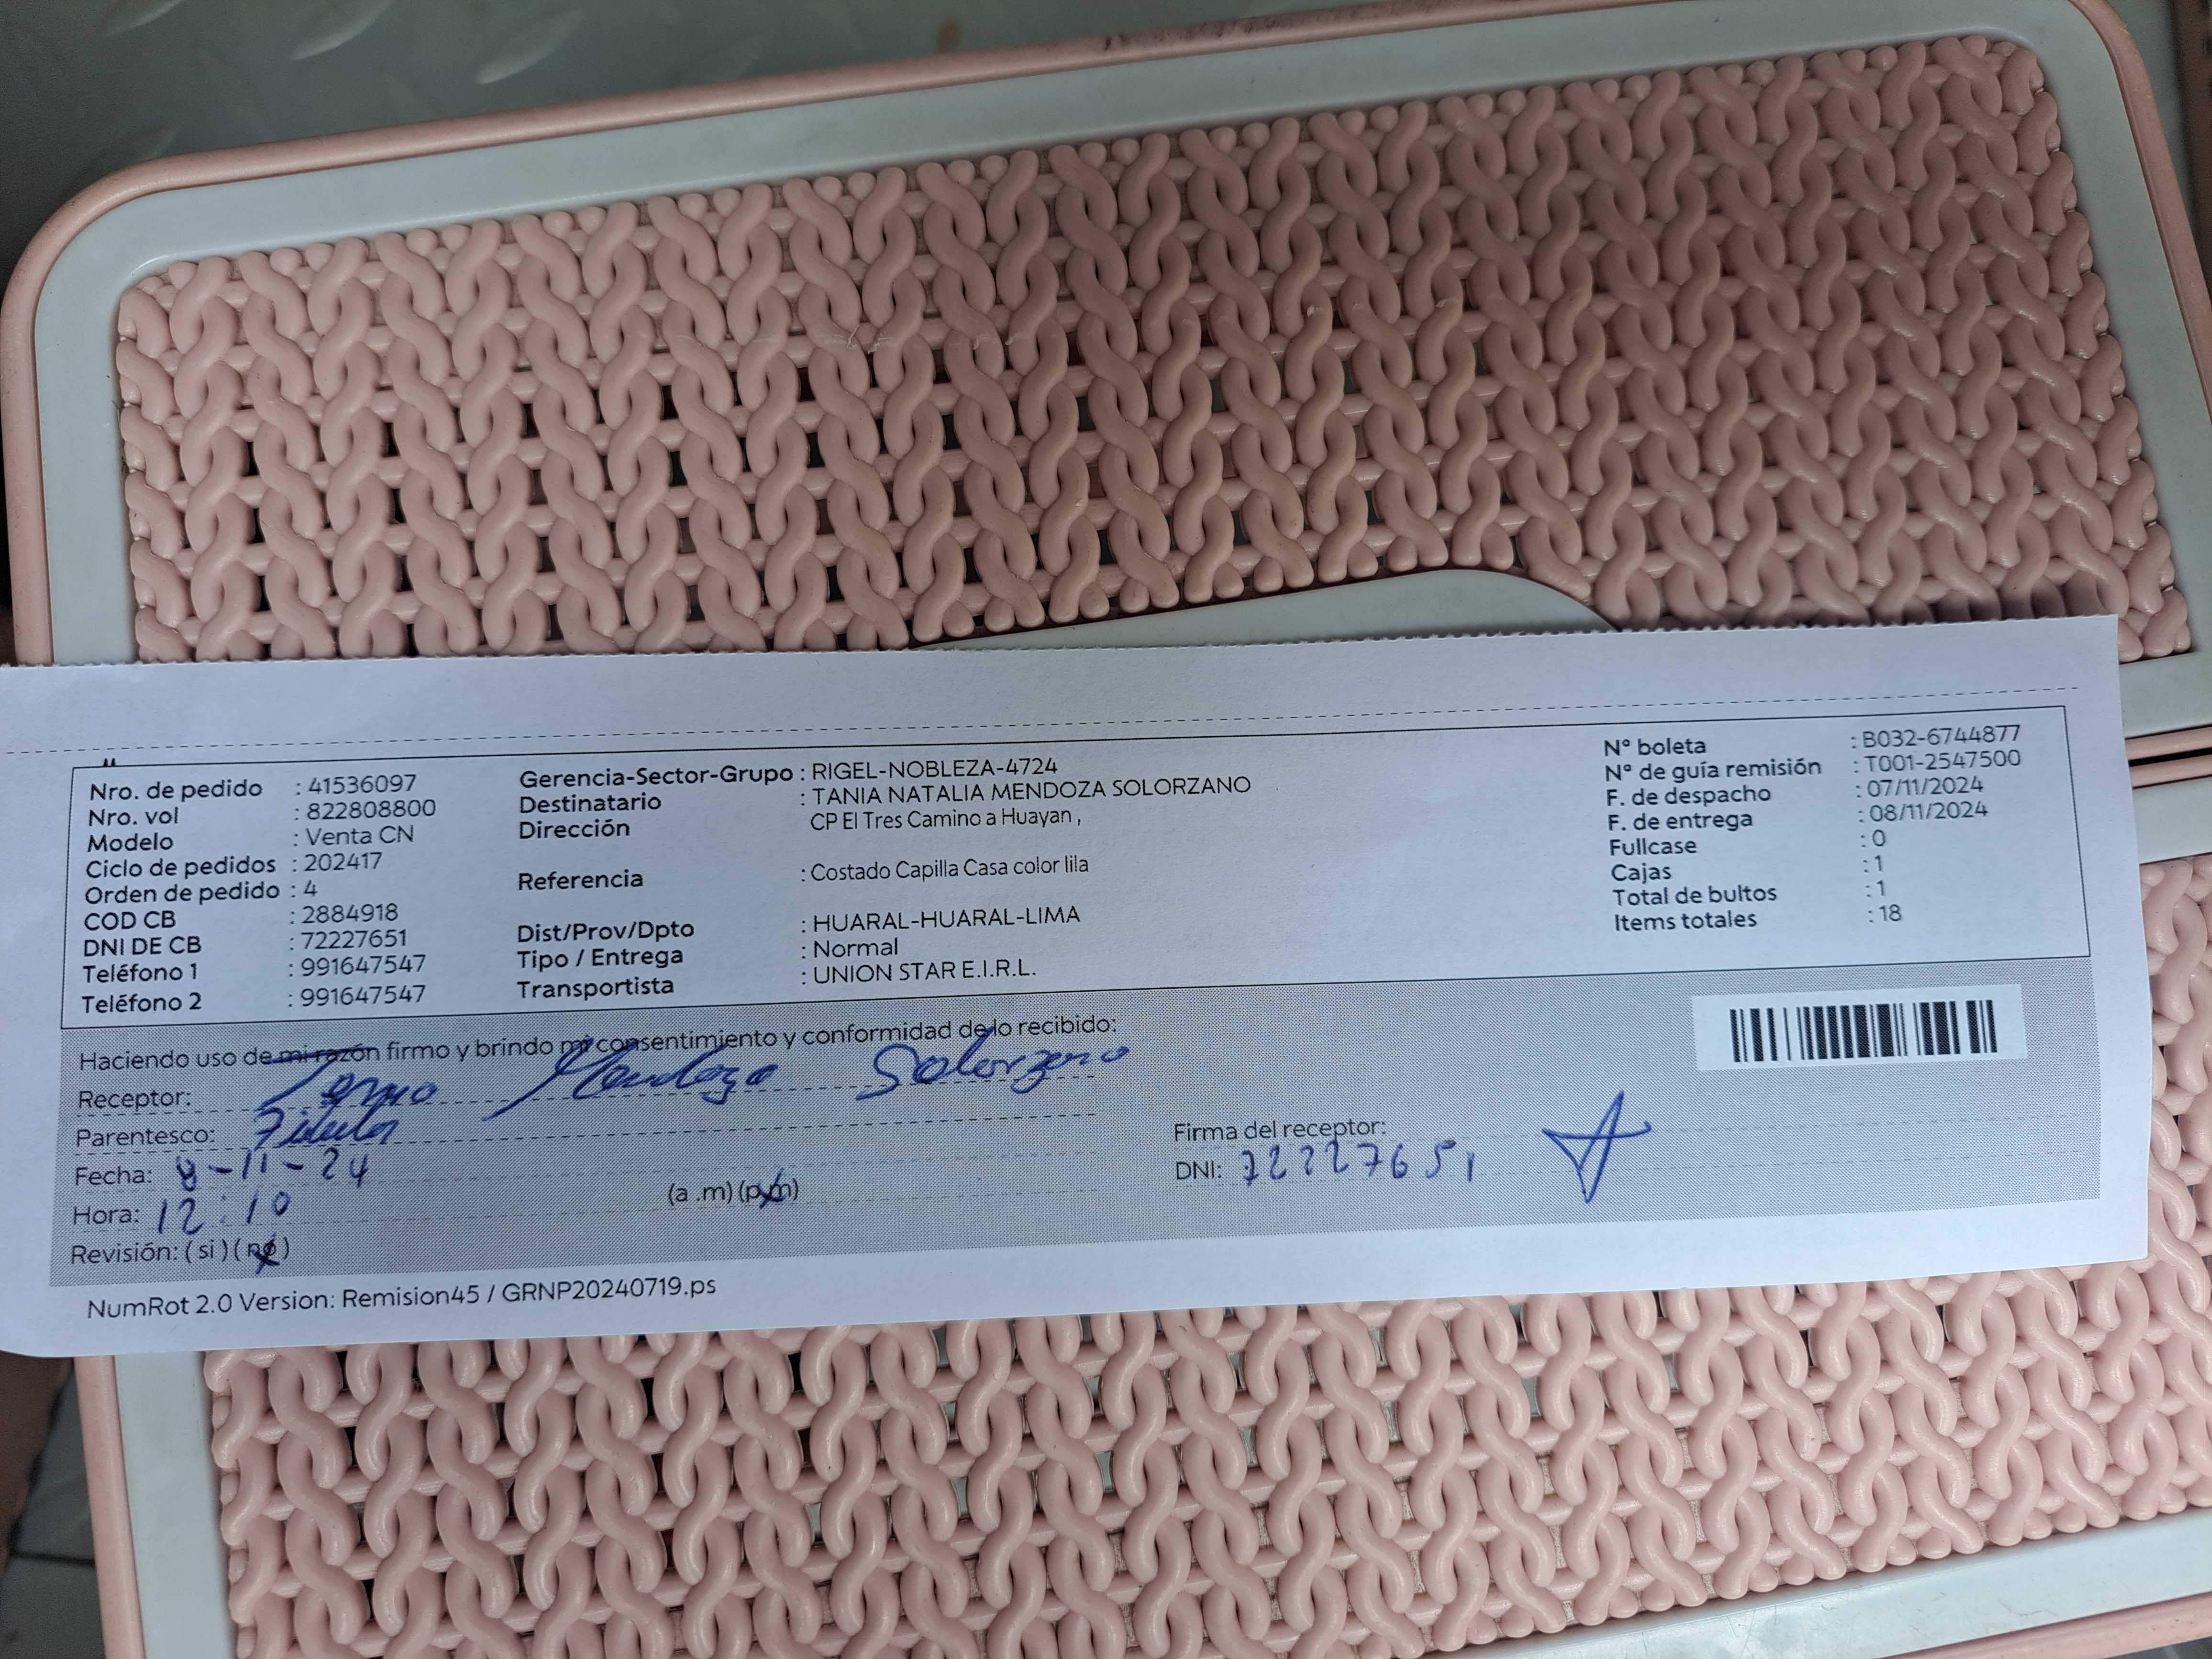 Nro. de pedido : 41536097
Nro. vol : 822808800
Modelo : Venta CN
Ciclo de pedidos : 202417
Orden de pedido : 4
COD CB : 2884918
DNI DE CB : 72227651
Teléfono 1 : 991647547
Teléfono 2 : 991647547
Gerencia-Sector-Grupo : RIGEL-NOBLEZA-4724
Destinatario : TANIA NATALIA MENDOZA SOLORZANO
Dirección CP El Tres Camino a Huayan ,
Referencia : Costado Capilla Casa color lila
Dist/Prov/Dpto : HUARAL-HUARAL-LIMA
Tipo / Entrega : Normal
Transportista : UNION STAR E.I.R.L.
N° boleta : B032-6744877
N° de guía remisión : T001-2547500
F. de despacho : 07/11/2024
F. de entrega : 08/11/2024
Fullcase : 0
Cajas : 1
Total de bultos : 1
Items totales : 18
Haciendo uso de mi razón firmo y brindo mi consentimiento y conformidad de lo recibido:
Receptor: Tania Mendoza Solorzano
Parentesco: Titular
Fecha: 8-11-24
Hora: 12:10 (a .m) (p.m)
Revisión: ( si ) ( no )
Firma del receptor:
DNI: 72227651
NumRot 2.0 Version: Remision45 / GRNP20240719.ps